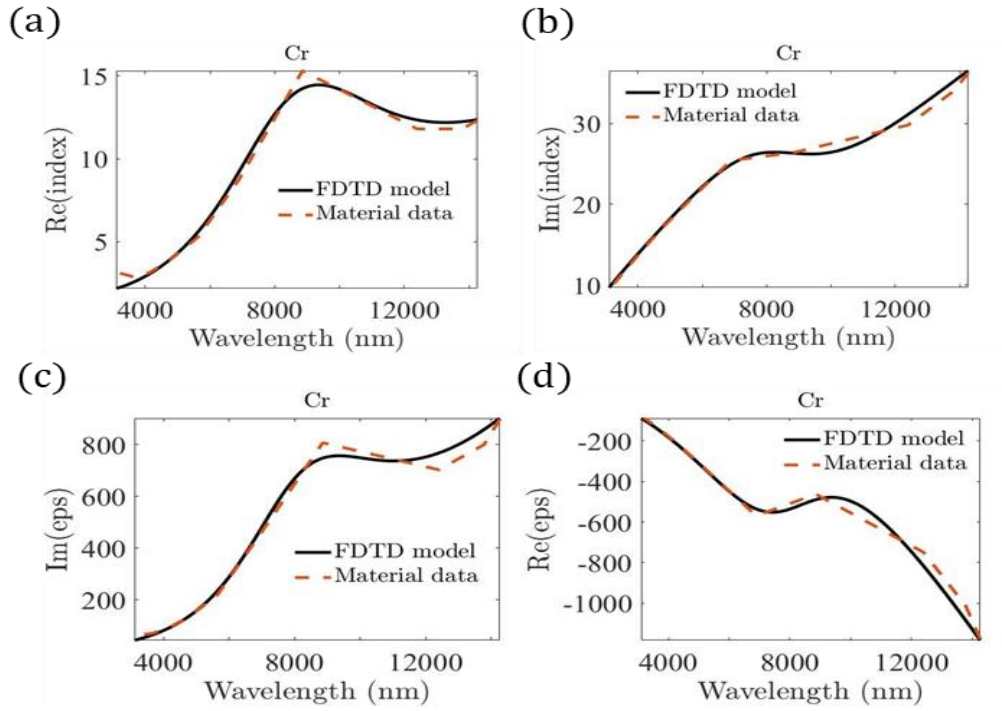 (a)
Cr
15
10
5
Re(index)
FDTD model
Material data
4000 8000 12000
Wavelength (nm)
(b)
Cr
30
20
10
Im(index)
FDTD model
Material data
4000 8000 12000
Wavelength (nm)
(c)
Cr
800
600
400
200
Im(eps)
FDTD model
Material data
4000 8000 12000
Wavelength (nm)
(d)
Cr
-200
-400
-600
-800
-1000
Re(eps)
FDTD model
Material data
4000 8000 12000
Wavelength (nm)